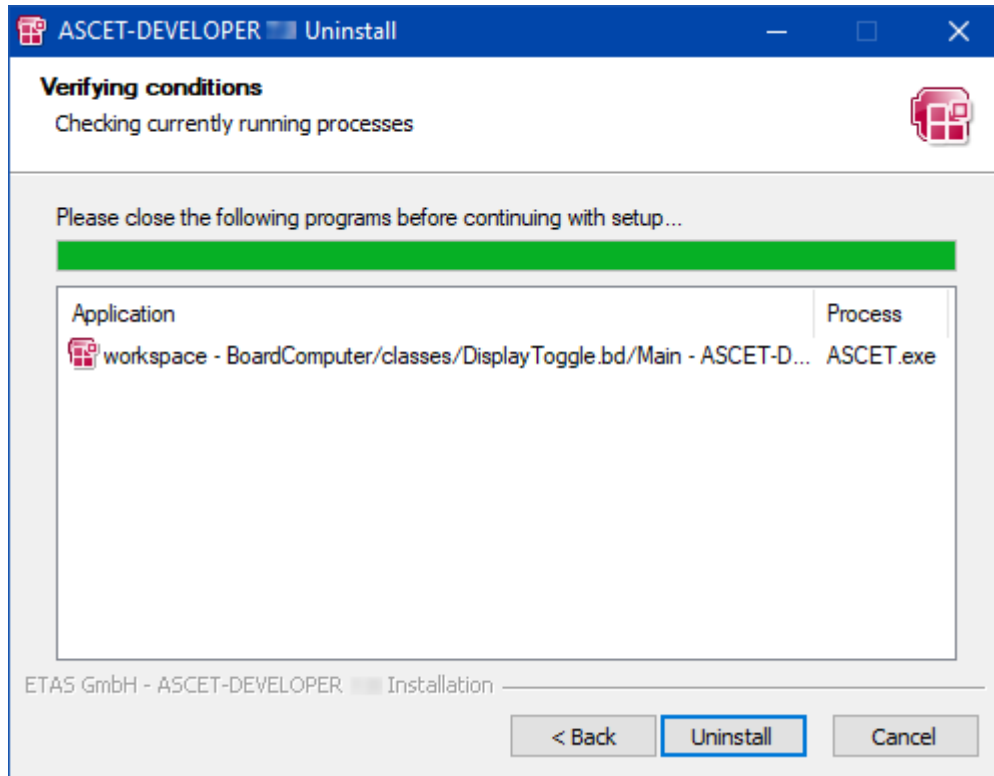 ASCET-DEVELOPER Uninstall
Verifying conditions
Checking currently running processes
Please close the following programs before continuing with setup...
Application Process
workspace - BoardComputer/classes/DisplayToggle.bd/Main - ASCET-D... ASCET.exe
ETAS GmbH - ASCET-DEVELOPER Installation
< Back Uninstall Cancel